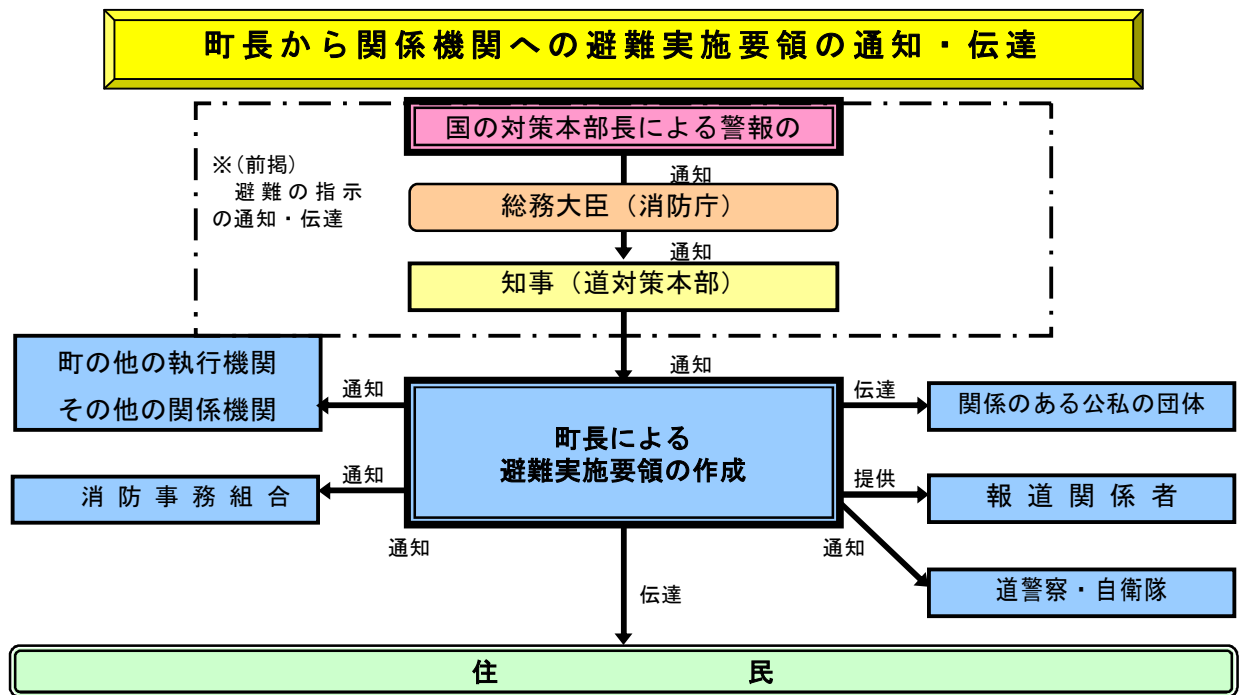 町長から関係機関への避難実施要領の通知・伝達
国の対策本部長による警報の
※(前掲)
避難の指示
の通知・伝達
通知
総務大臣（消防庁）
通知
知事（道対策本部）
通知
町の他の執行機関
その他の関係機関
通知
町長による
避難実施要領の作成
伝達
関係のある公私の団体
消防事務組合
通知
提供
報道関係者
通知
通知
道警察・自衛隊
伝達
住民